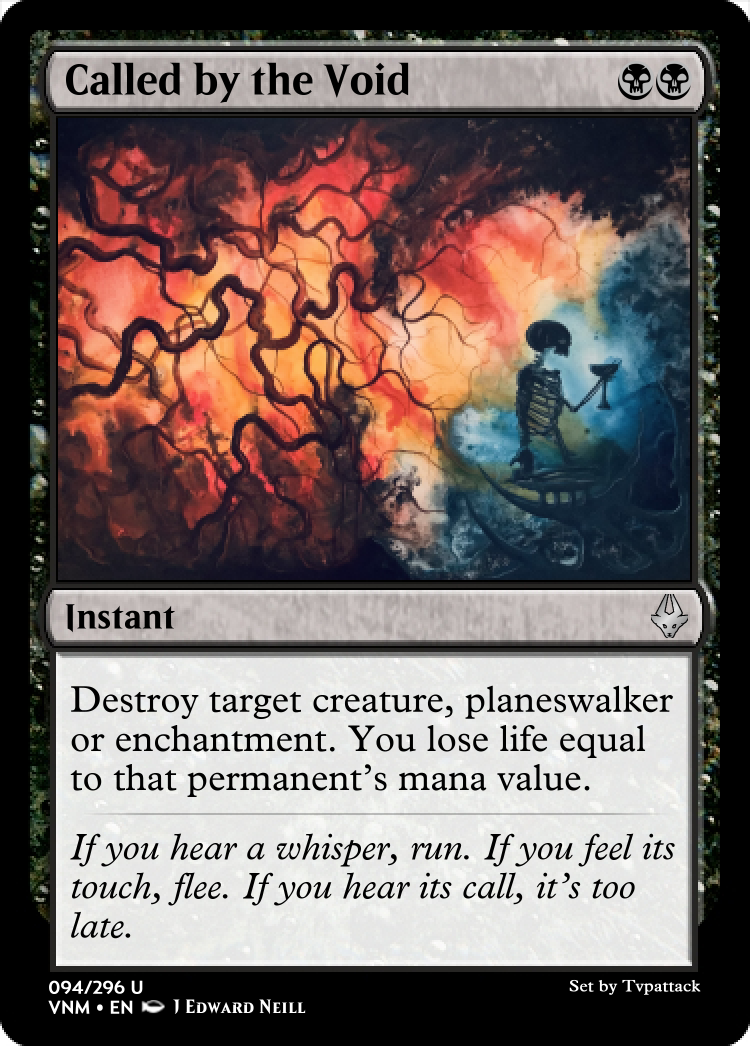 Called by the Void
Instant
Destroy target creature, planeswalker
or enchantment. You lose life equal
to that permanent's mana value.
If you hear a whisper, run. If you feel its
touch, flee. If you hear its call, it's too
late.
094/296 U
Set by Tvpattack
VNM • EN J Edward Neill